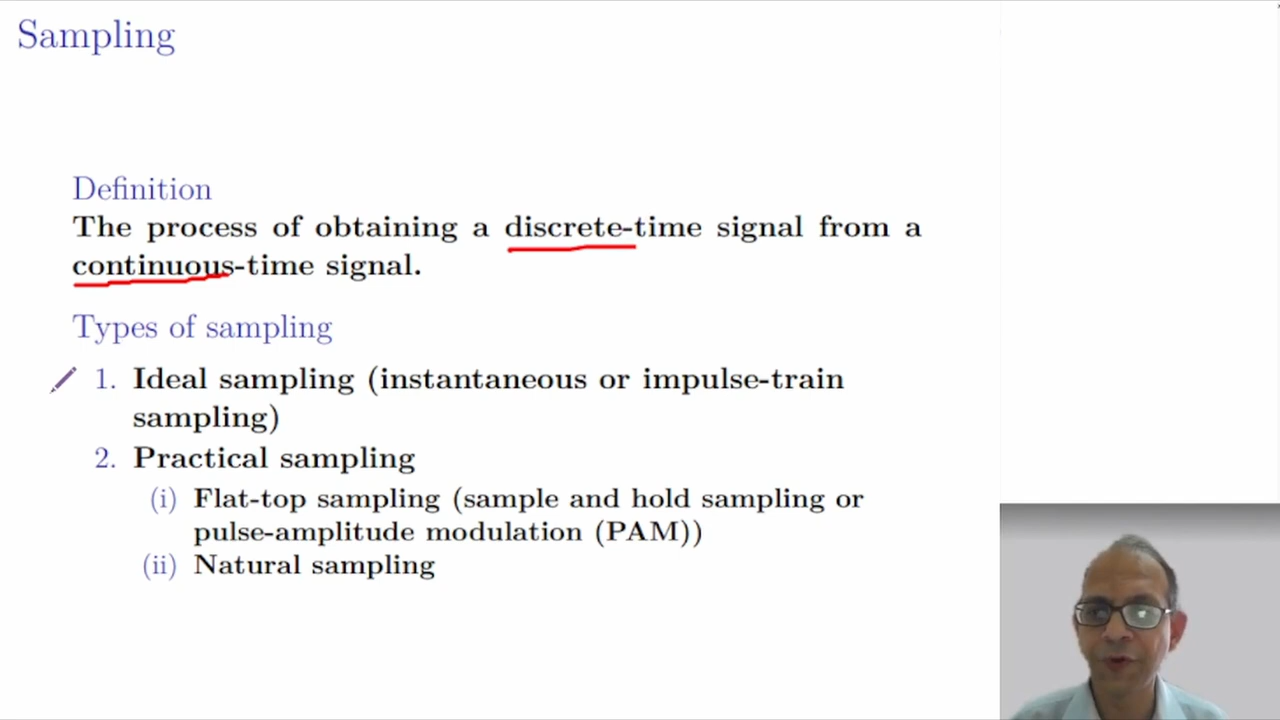 Sampling
Definition
The process of obtaining a discrete-time signal from a
continuous-time signal.
Types of sampling
1. Ideal sampling (instantaneous or impulse-train
sampling)
2. Practical sampling
(i) Flat-top sampling (sample and hold sampling or
pulse-amplitude modulation (PAM))
(ii) Natural sampling